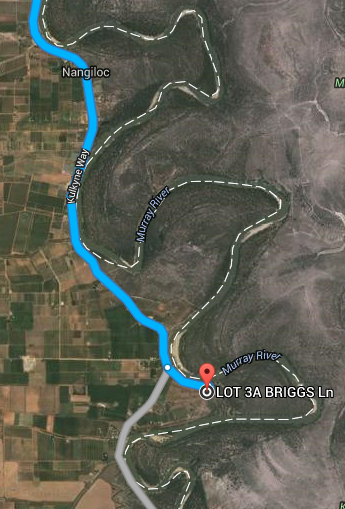 Nangiloc
M
Kulkyne Way
Murray River
Murray River
LOT 3A BRIGGS Ln
K